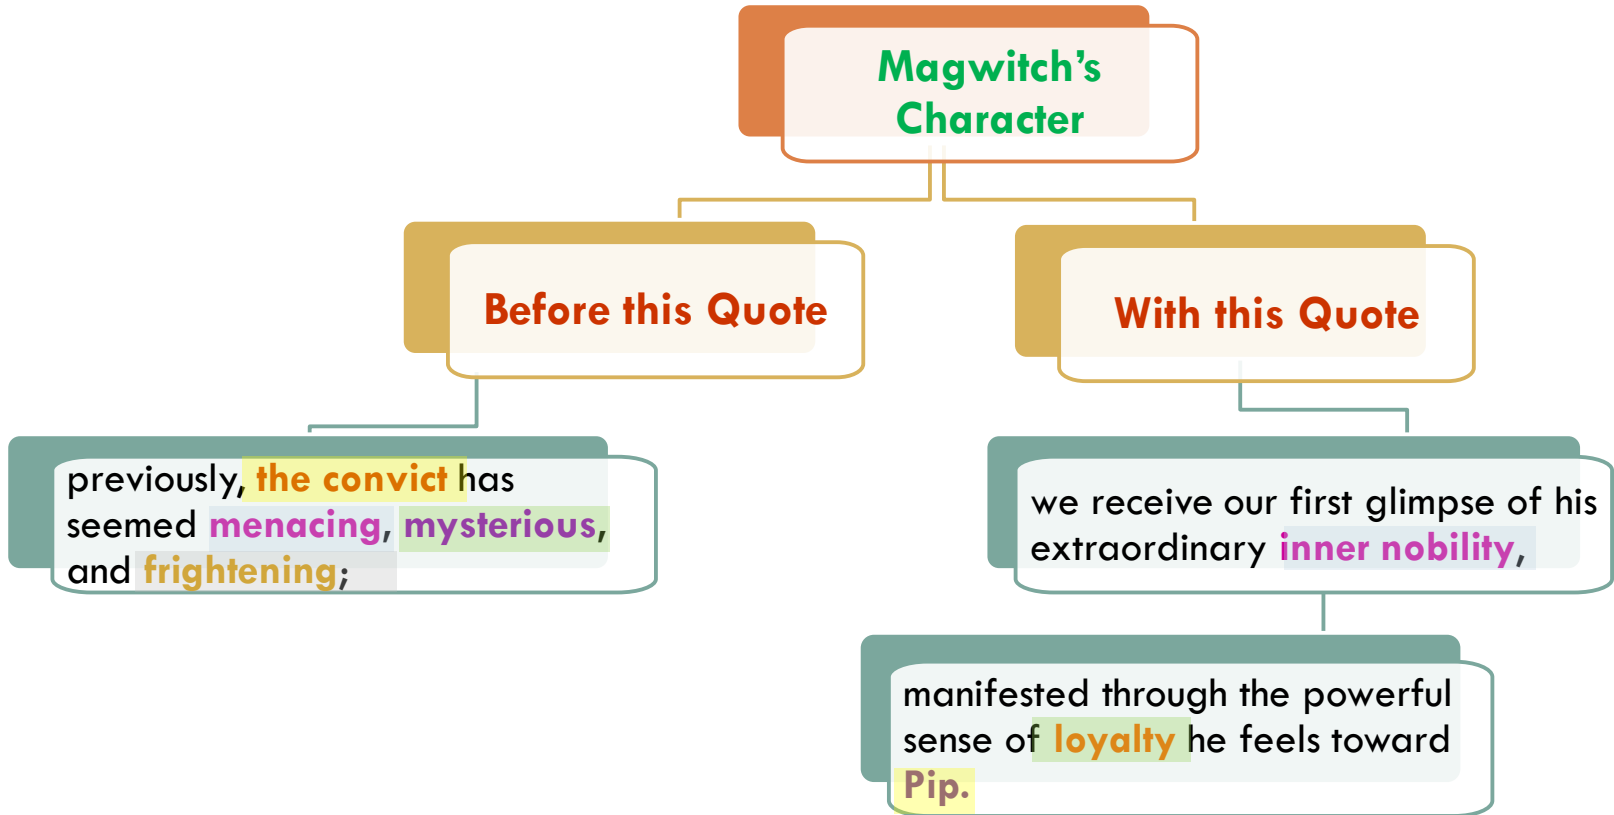 Magwitch’s
Character
Before this Quote
With this Quote
previously, the convict has
seemed menacing, mysterious,
and frightening;
we receive our first glimpse of his
extraordinary inner nobility,
manifested through the powerful
sense of loyalty he feels toward
Pip.